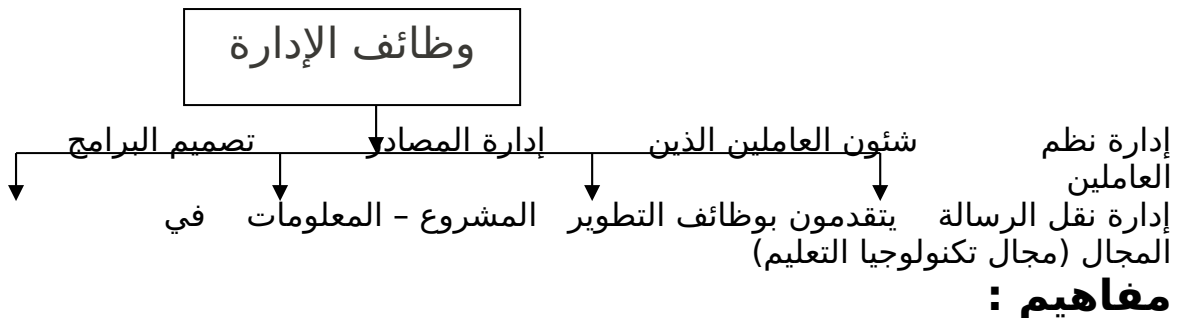 وظائف الإدارة
إدارة نظم شئون العاملين الذين إدارة المصادر تصميم البرامج
العاملين
إدارة نقل الرسالة يتقدمون بوظائف التطوير المشروع – المعلومات في
المجال (مجال تكنولوجيا التعليم)
مفاهيم :